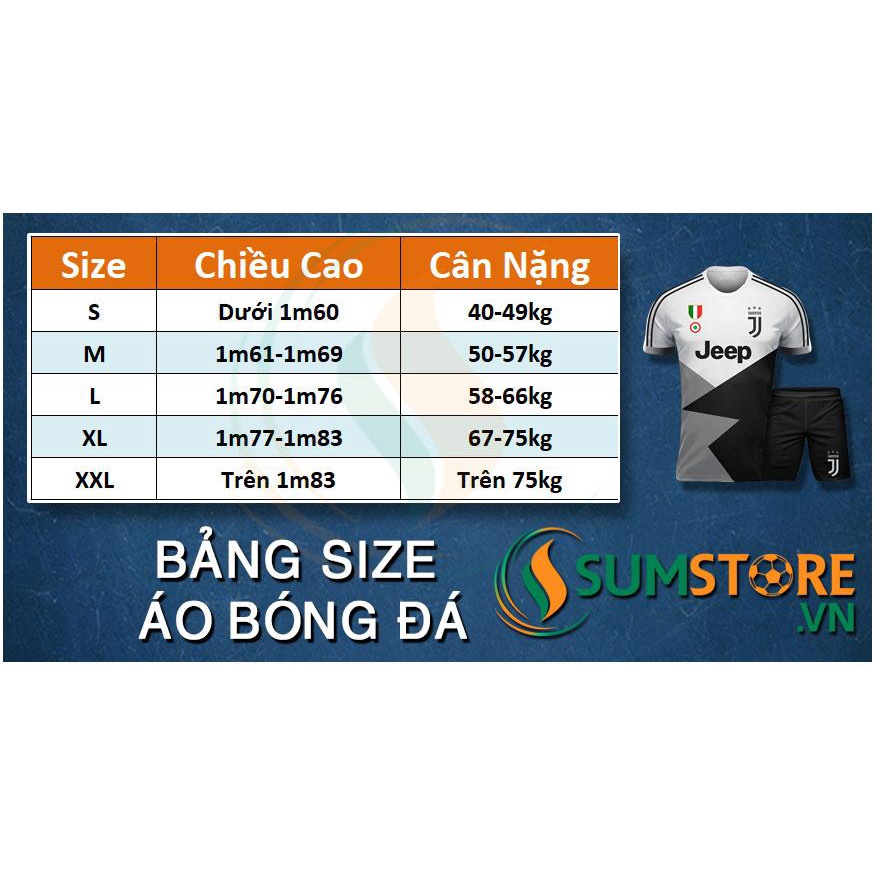 Size Chiều Cao Cân Nặng
S Dưới 1m60 40-49kg
M 1m61-1m69 50-57kg
L 1m70-1m76 58-66kg
XL 1m77-1m83 67-75kg
XXL Trên 1m83 Trên 75kg
Jeep
BẢNG SIZE
ÁO BÓNG ĐÁ
SUMSTORE
.VN